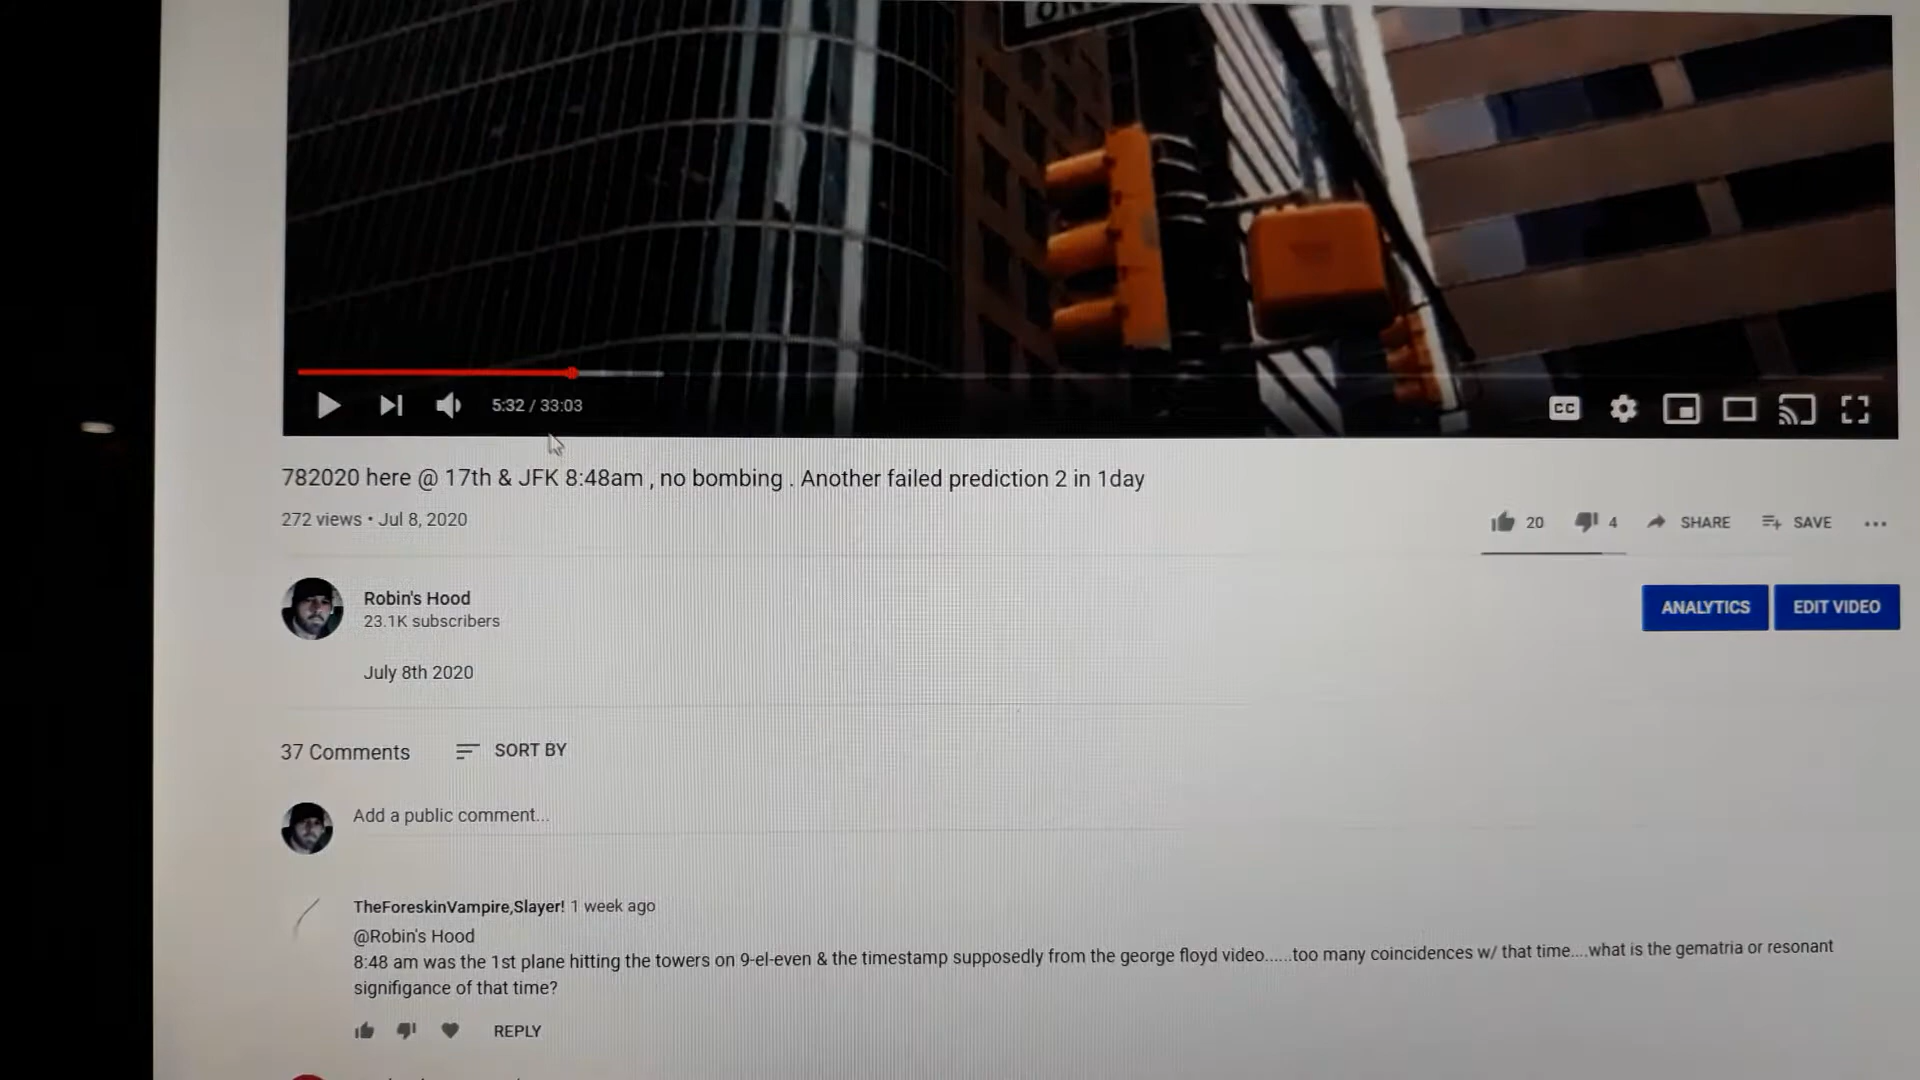 ON
CC
5:32 / 33:03
782020 here @ 17th & JFK 8:48am , no bombing . Another failed prediction 2 in 1day
272 views • Jul 8, 2020
20
4
SHARE
SAVE
Robin's Hood
23.1K subscribers
ANALYTICS
EDIT VIDEO
July 8th 2020
37 Comments
SORT BY
Add a public comment...
TheForeskinVampire,Slayer! 1 week ago
@Robin's Hood
8:48 am was the 1st plane hitting the towers on 9-el-even & the timestamp supposedly from the george floyd video......too many coincidences w/ that time....what is the gematria or resonant
signifigance of that time?
REPLY